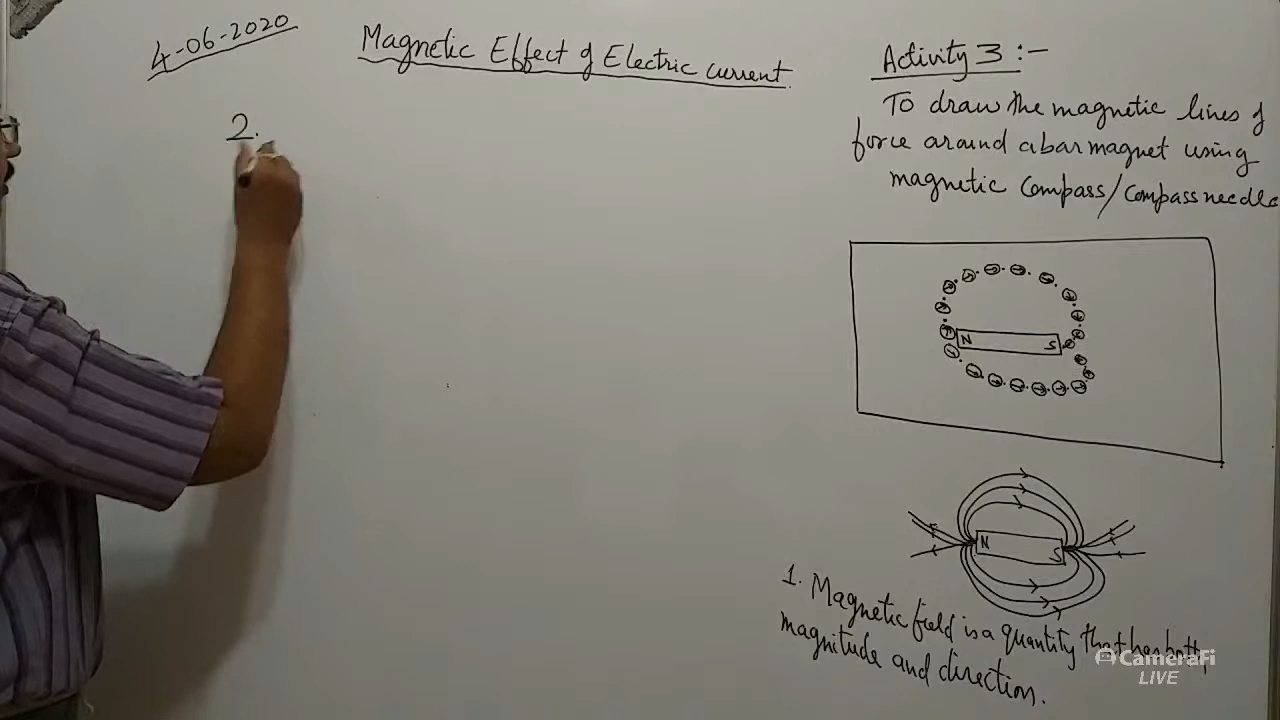 4-06-2020
Magnetic Effect of Electric current
2.
Activity 3 :-
To draw the magnetic lines of
force around a bar magnet using
magnetic Compass/Compass needle
N S
N S
1. Magnetic field is a quantity that has both
magnitude and direction.
CameraFi
LIVE